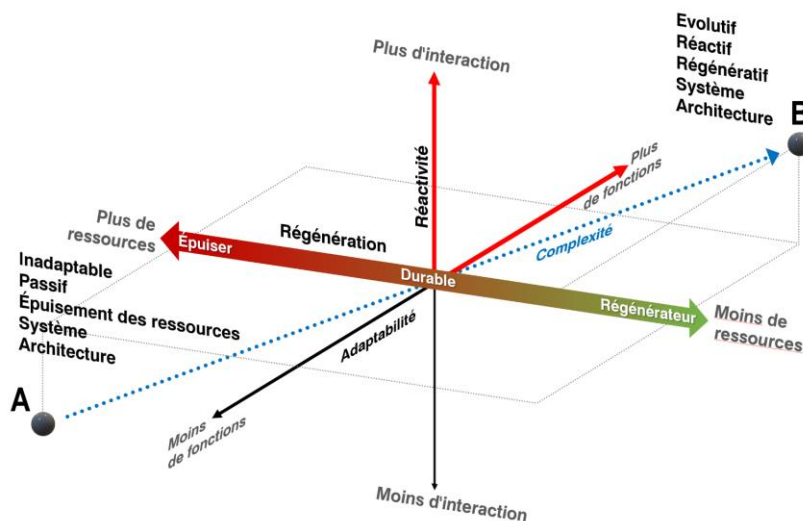 Evolutif
Réactif
Régénératif
Système
Architecture
B
Plus d'interaction
Réactivité
Plus
de fonctions
Complexité
Plus de
ressources
Épuiser
Régénération
Durable
Régénérateur
Moins de
ressources
Inadaptable
Passif
Épuisement des ressources
Système
Architecture
A
Adaptabilité
Moins
de fonctions
Moins d'interaction